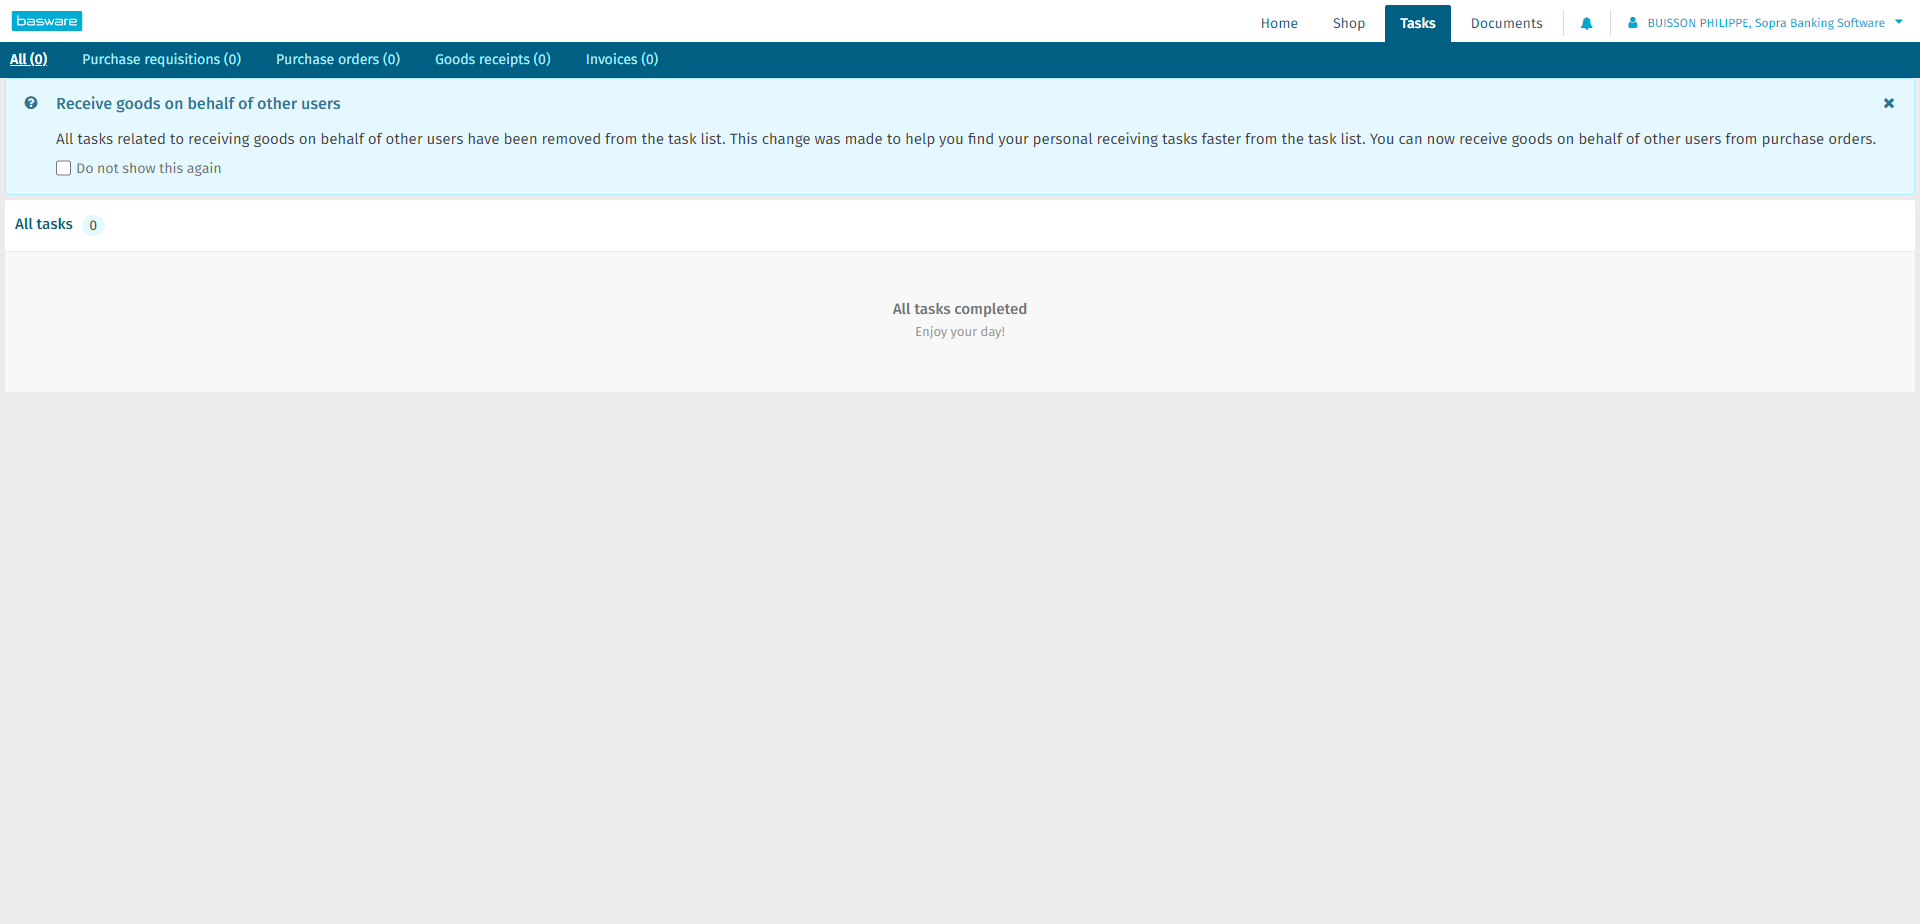 basware
Home Shop Tasks Documents BUISSON PHILIPPE, Sopra Banking Software
All (0) Purchase requisitions (0) Purchase orders (0) Goods receipts (0) Invoices (0)
Receive goods on behalf of other users
All tasks related to receiving goods on behalf of other users have been removed from the task list. This change was made to help you find your personal receiving tasks faster from the task list. You can now receive goods on behalf of other users from purchase orders.
Do not show this again
All tasks 0
All tasks completed
Enjoy your day!